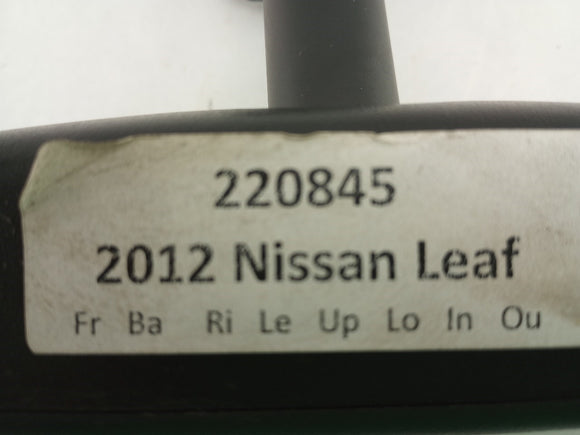 220845
2012 Nissan Leaf
Fr Ba Ri Le Up Lo In Ou